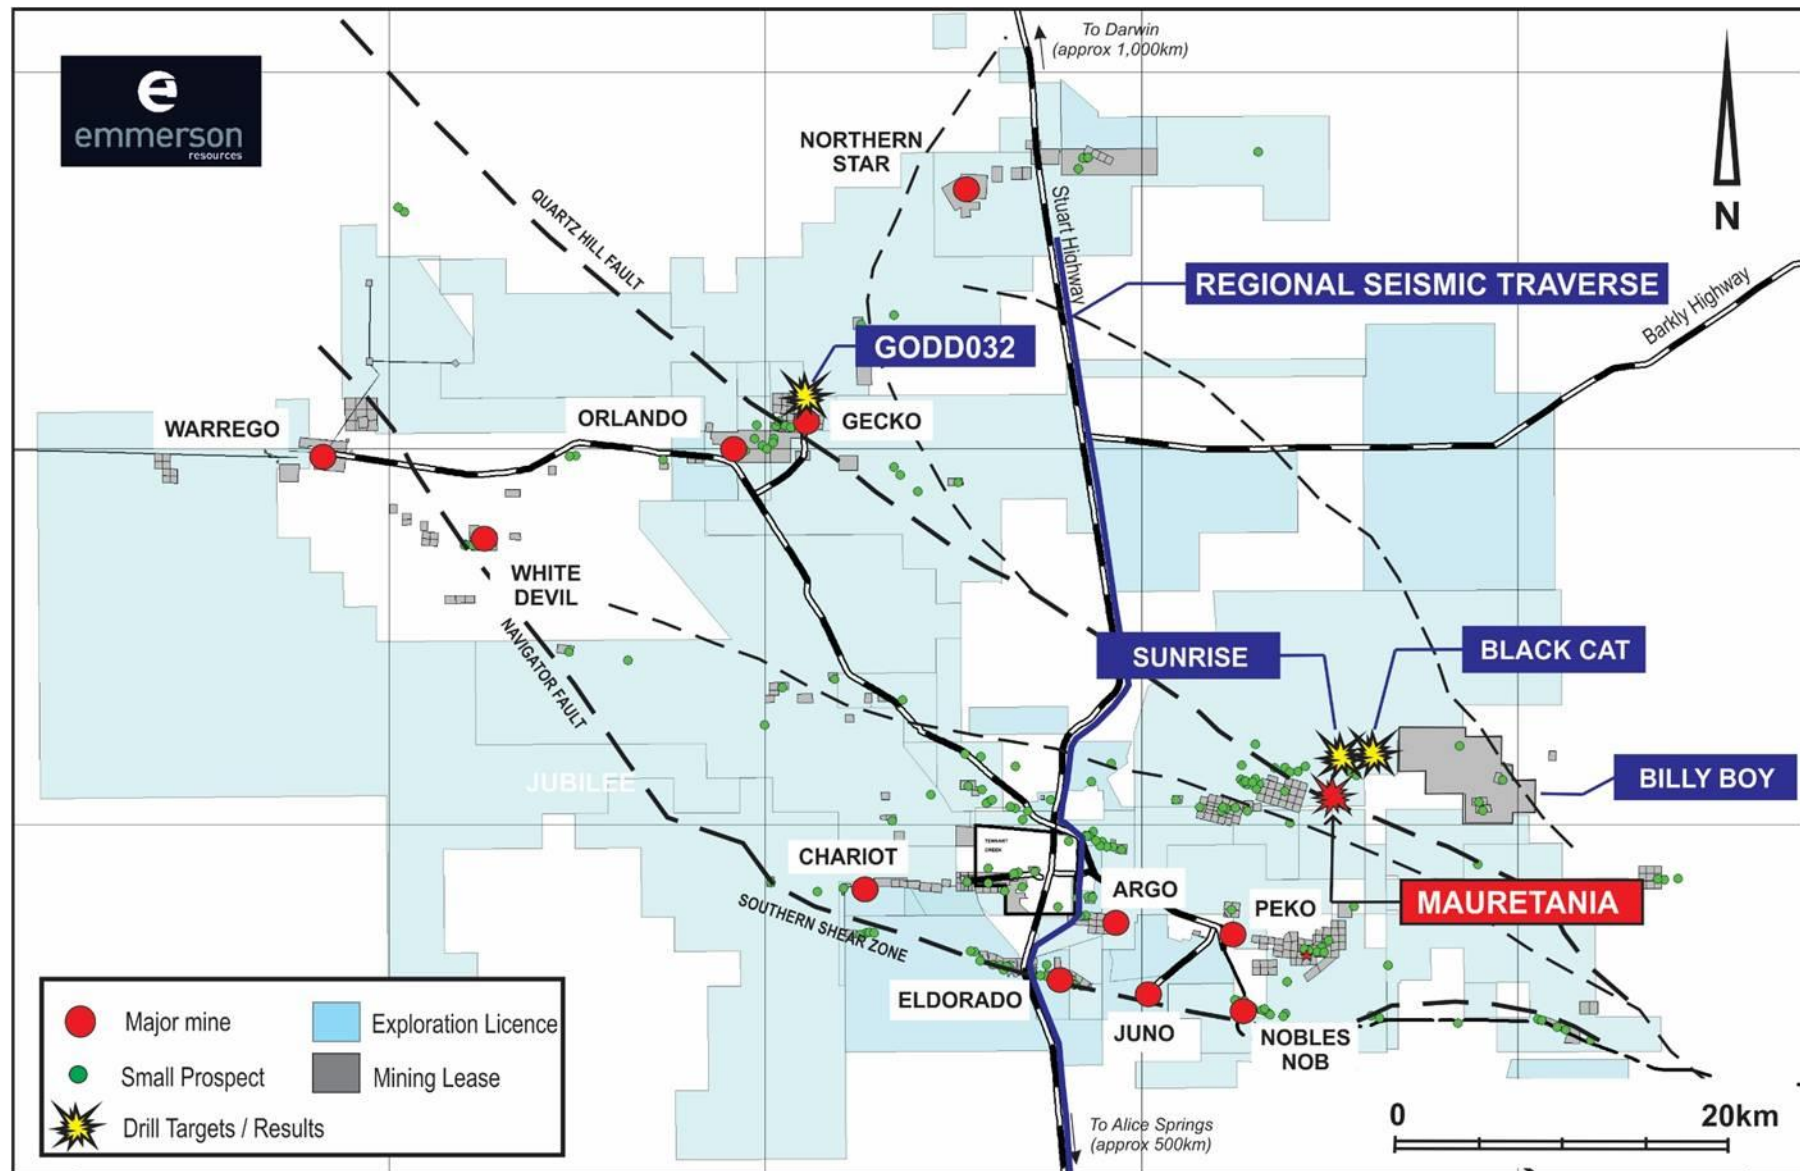 e
emmerson
resources
To Darwin
(approx 1,000km)
N
NORTHERN
STAR
QUARTZ HILL FAULT
Stuart Highway
REGIONAL SEISMIC TRAVERSE
Barkly Highway
GODD032
WARREGO
ORLANDO
GECKO
WHITE
DEVIL
NAVIGATOR FAULT
SUNRISE
BLACK CAT
JUBILEE
BILLY BOY
TENNANT
CREEK
CHARIOT
ARGO
PEKO
MAURETANIA
SOUTHERN SHEAR ZONE
ELDORADO
JUNO
NOBLES
NOB
Major mine
Exploration Licence
Small Prospect
Mining Lease
Drill Targets / Results
To Alice Springs
(approx 500km)
0 20km